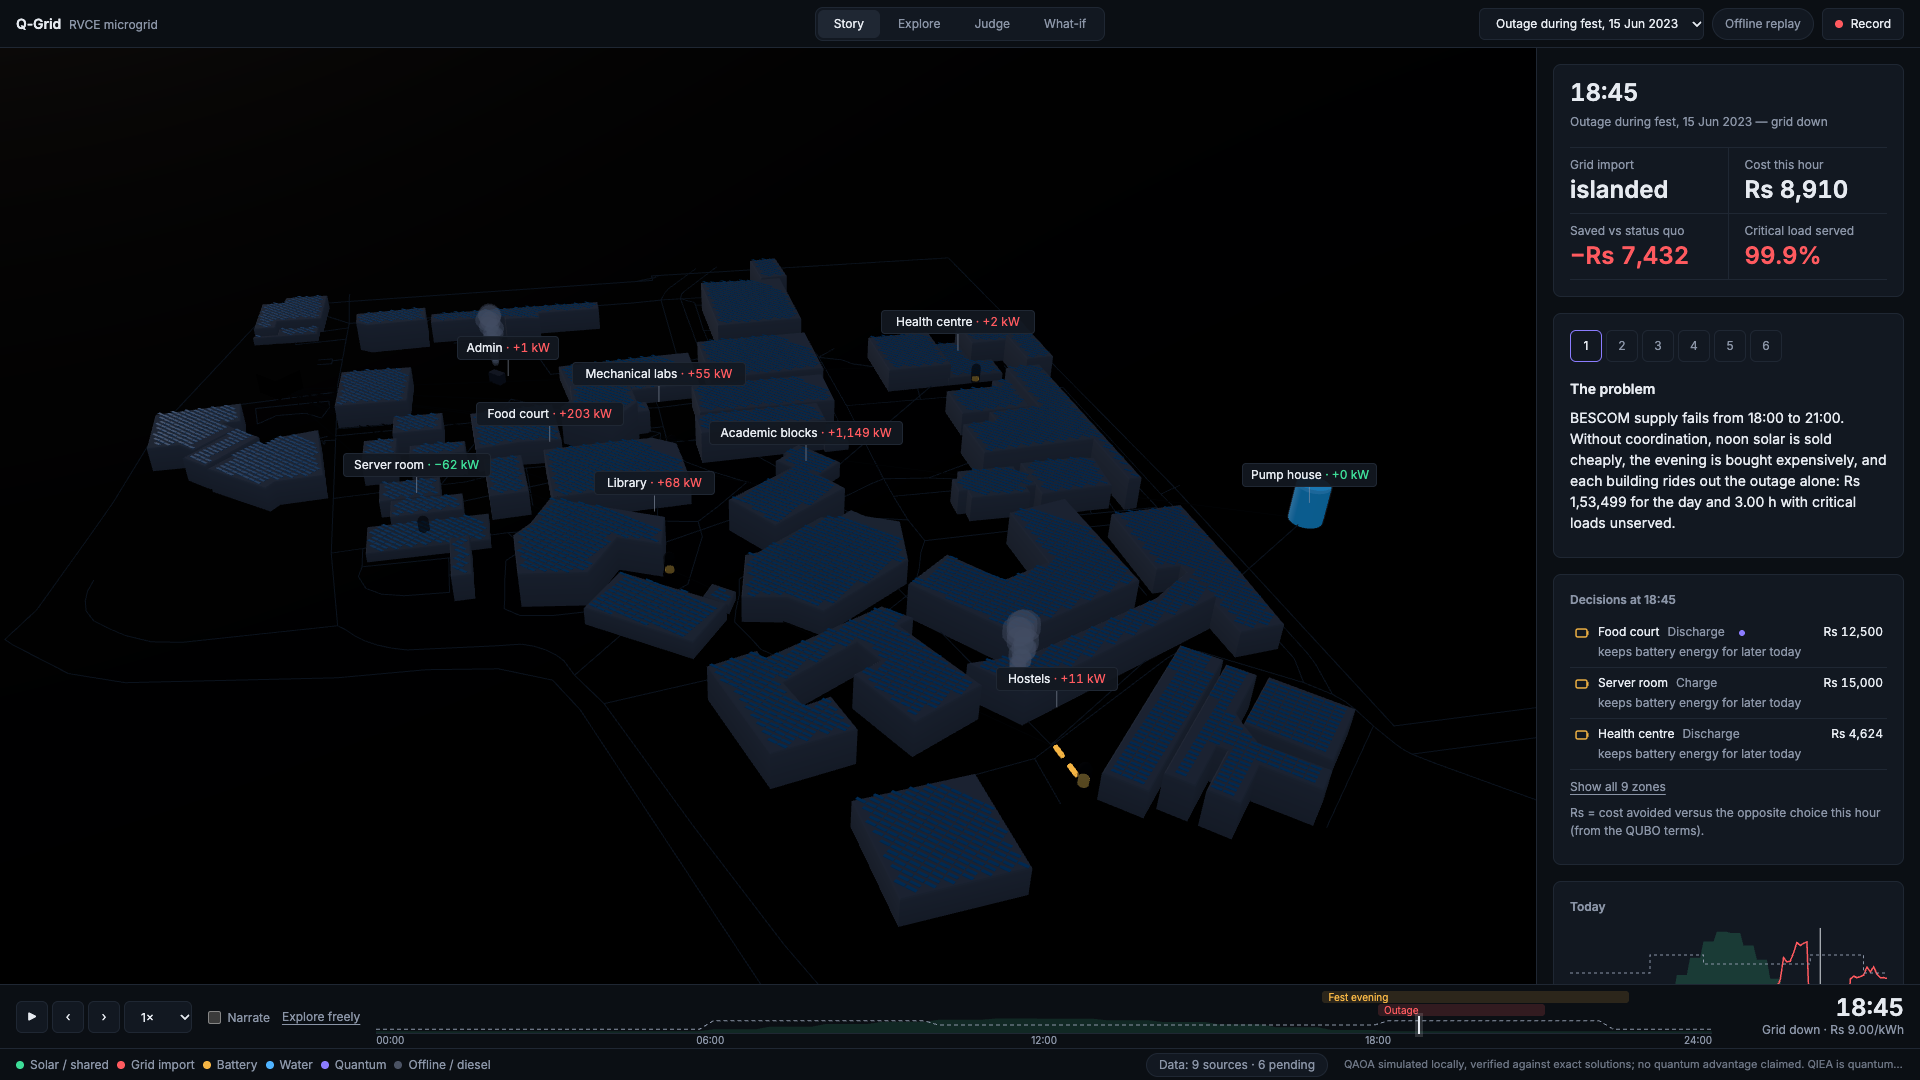 Q-Grid RVCE microgrid
Story Explore Judge What-if
Outage during fest, 15 Jun 2023
Offline replay
Record
Health centre · +2 kW
Admin · +1 kW
Mechanical labs · +55 kW
Food court · +203 kW
Academic blocks · +1,149 kW
Server room · −62 kW
Library · +68 kW
Pump house · +0 kW
Hostels · +11 kW
18:45
Outage during fest, 15 Jun 2023 — grid down
Grid import
islanded
Cost this hour
Rs 8,910
Saved vs status quo
−Rs 7,432
Critical load served
99.9%
1 2 3 4 5 6
The problem
BESCOM supply fails from 18:00 to 21:00.
Without coordination, noon solar is sold
cheaply, the evening is bought expensively, and
each building rides out the outage alone: Rs
1,53,499 for the day and 3.00 h with critical
loads unserved.
Decisions at 18:45
Food court Discharge Rs 12,500
keeps battery energy for later today
Server room Charge Rs 15,000
keeps battery energy for later today
Health centre Discharge Rs 4,624
keeps battery energy for later today
Show all 9 zones
Rs = cost avoided versus the opposite choice this hour
(from the QUBO terms).
Today
1×
Narrate
Explore freely
Fest evening
Outage
00:00 06:00 12:00 18:00 24:00
18:45
Grid down · Rs 9.00/kWh
Solar / shared Grid import Battery Water Quantum Offline / diesel
Data: 9 sources · 6 pending
QAOA simulated locally, verified against exact solutions; no quantum advantage claimed. QIEA is quantum...